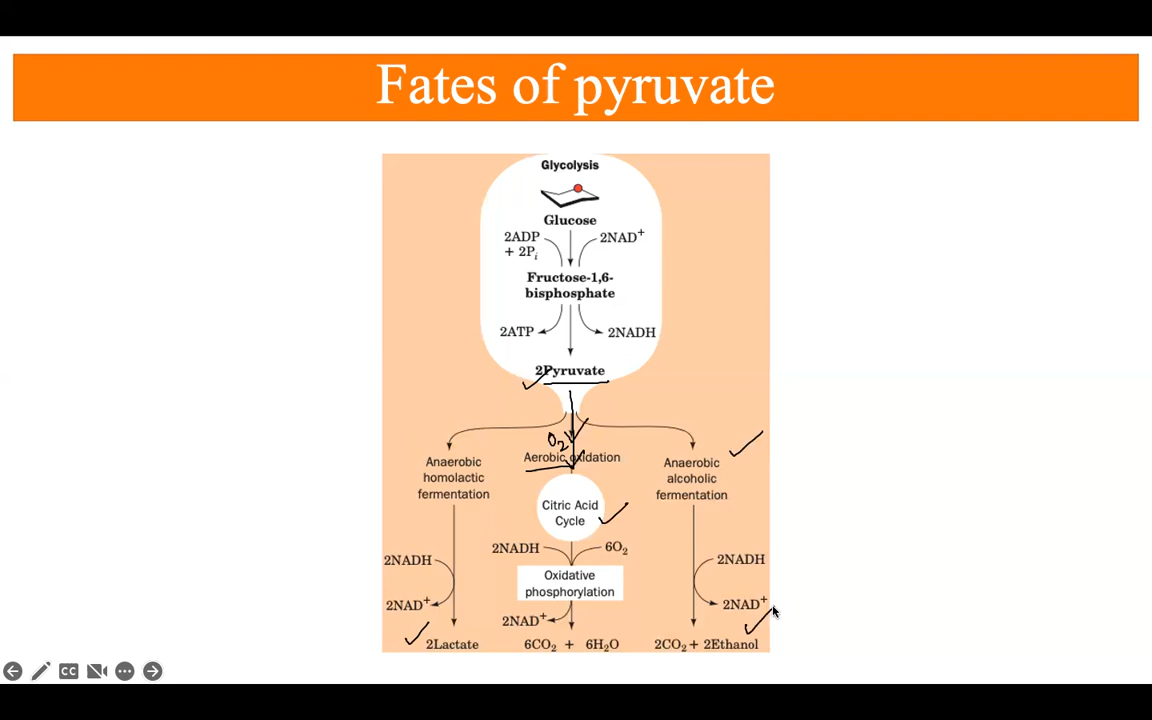 Fates of pyruvate
Glycolysis
Glucose
2ADP
+ 2Pi
2NAD+
Fructose-1,6-
bisphosphate
2ATP
2NADH
2Pyruvate
O2
Aerobic oxidation
Anaerobic
homolactic
fermentation
Anaerobic
alcoholic
fermentation
Citric Acid
Cycle
2NADH
6O2
2NADH
2NADH
Oxidative
phosphorylation
2NAD+
2NAD+
2NAD+
2Lactate
6CO2 + 6H2O
2CO2 + 2Ethanol
CC